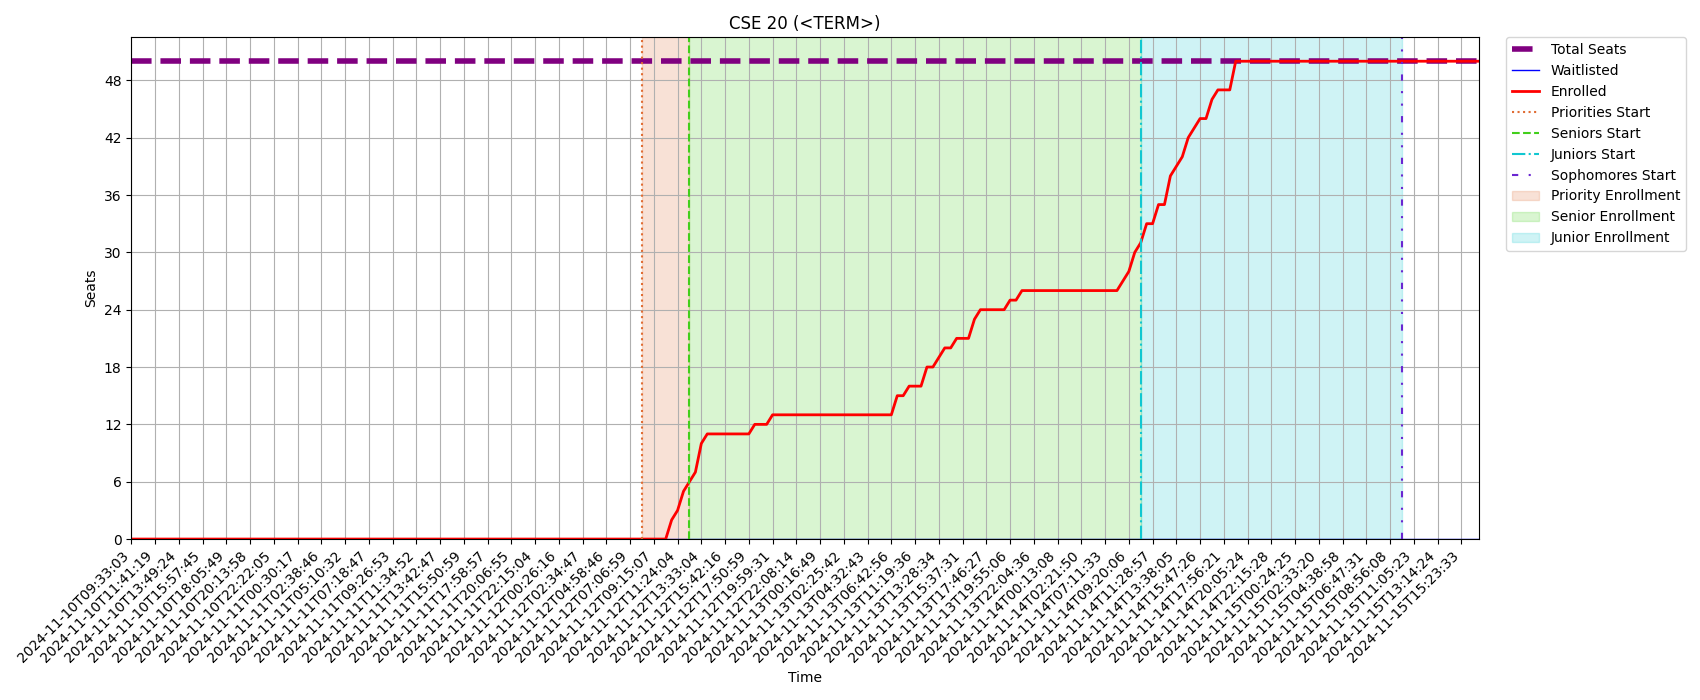 CSE 20 (<TERM>)
Total Seats
Waitlisted
Enrolled
Priorities Start
Seniors Start
Juniors Start
Sophomores Start
Priority Enrollment
Senior Enrollment
Junior Enrollment
Seats
48
42
36
30
24
18
12
6
0
2024-11-10T09:33:03
2024-11-10T11:41:19
2024-11-10T13:49:24
2024-11-10T15:57:45
2024-11-10T18:05:49
2024-11-10T20:13:58
2024-11-10T22:22:05
2024-11-11T00:30:17
2024-11-11T02:38:46
2024-11-11T05:10:32
2024-11-11T07:18:47
2024-11-11T09:26:53
2024-11-11T11:34:52
2024-11-11T13:42:47
2024-11-11T15:50:59
2024-11-11T17:58:57
2024-11-11T20:06:55
2024-11-11T22:15:04
2024-11-12T00:26:16
2024-11-12T02:34:47
2024-11-12T04:58:46
2024-11-12T07:06:59
2024-11-12T09:15:07
2024-11-12T11:24:04
2024-11-12T13:33:04
2024-11-12T15:42:16
2024-11-12T17:50:59
2024-11-12T19:59:31
2024-11-12T22:08:14
2024-11-13T00:16:49
2024-11-13T02:25:42
2024-11-13T04:32:43
2024-11-13T06:42:56
2024-11-13T11:19:36
2024-11-13T13:28:34
2024-11-13T15:37:31
2024-11-13T17:46:27
2024-11-13T19:55:06
2024-11-13T22:04:36
2024-11-14T00:13:08
2024-11-14T02:21:50
2024-11-14T07:11:33
2024-11-14T09:20:06
2024-11-14T11:28:57
2024-11-14T13:38:05
2024-11-14T15:47:26
2024-11-14T17:56:21
2024-11-14T20:05:24
2024-11-14T22:15:28
2024-11-15T00:24:25
2024-11-15T02:33:20
2024-11-15T04:38:58
2024-11-15T06:47:31
2024-11-15T08:56:08
2024-11-15T11:05:23
2024-11-15T13:14:24
2024-11-15T15:23:33
Time